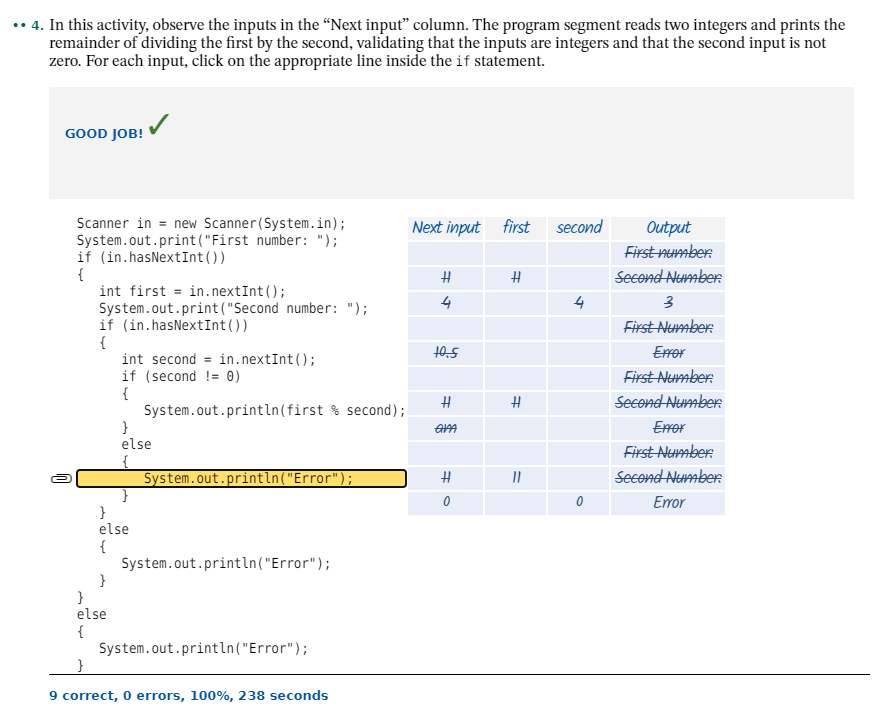 •• 4. In this activity, observe the inputs in the “Next input” column. The program segment reads two integers and prints the
remainder of dividing the first by the second, validating that the inputs are integers and that the second input is not
zero. For each input, click on the appropriate line inside the if statement.
GOOD JOB! ✓
Scanner in = new Scanner(System.in);
System.out.print("First number: ");
if (in.hasNextInt())
{
int first = in.nextInt();
System.out.print("Second number: ");
if (in.hasNextInt())
{
int second = in.nextInt();
if (second != 0)
{
System.out.println(first % second);
}
else
{
System.out.println("Error");
}
}
else
{
System.out.println("Error");
}
}
else
{
System.out.println("Error");
}
Next input first second Output
First number:
11 11 Second Number:
4 4 3
First Number:
10.5 Error
First Number:
11 11 Second Number:
am Error
First Number:
11 11 Second Number:
0 0 Error
9 correct, 0 errors, 100%, 238 seconds